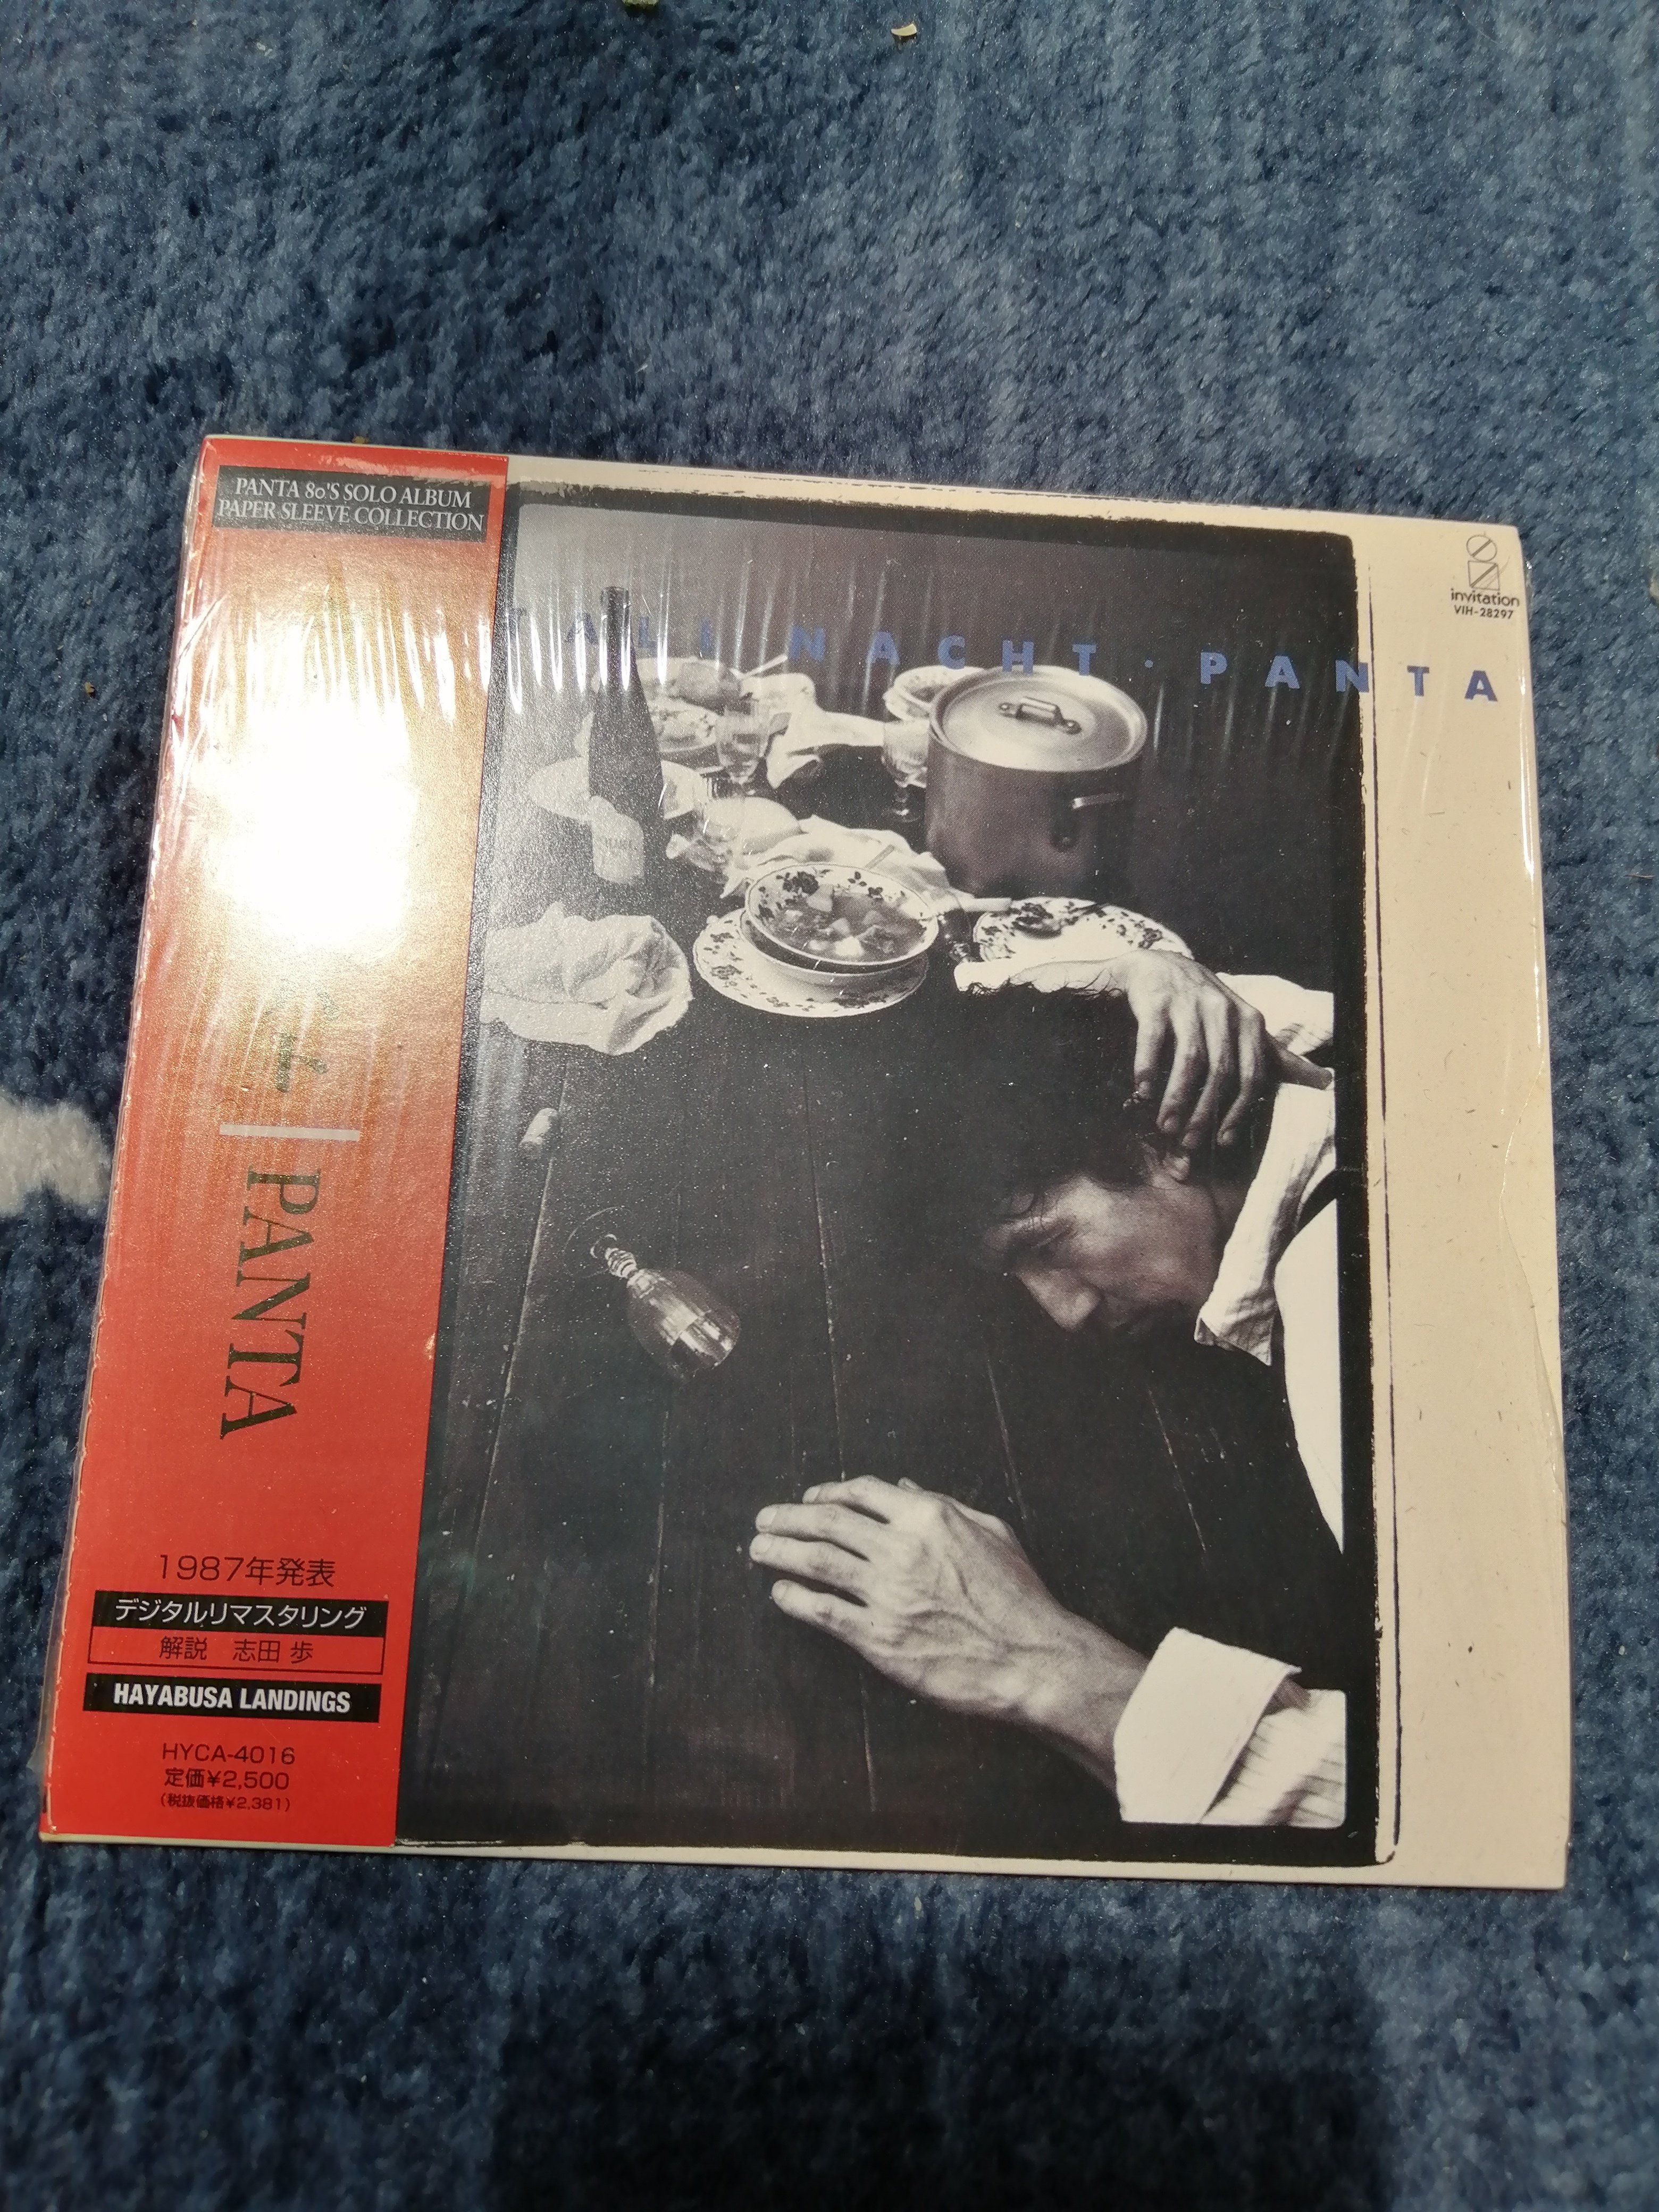 PANTA 80'S SOLO ALBUM
PAPER SLEEVE COLLECTION
PANTA
1987年発表
デジタルリマスタリング
解説 志田 歩
HAYABUSA LANDINGS
HYCA-4016
定価¥2,500
(税抜価格¥2,381)
TALI NACHT · PANTA
invitation
VIH-28297